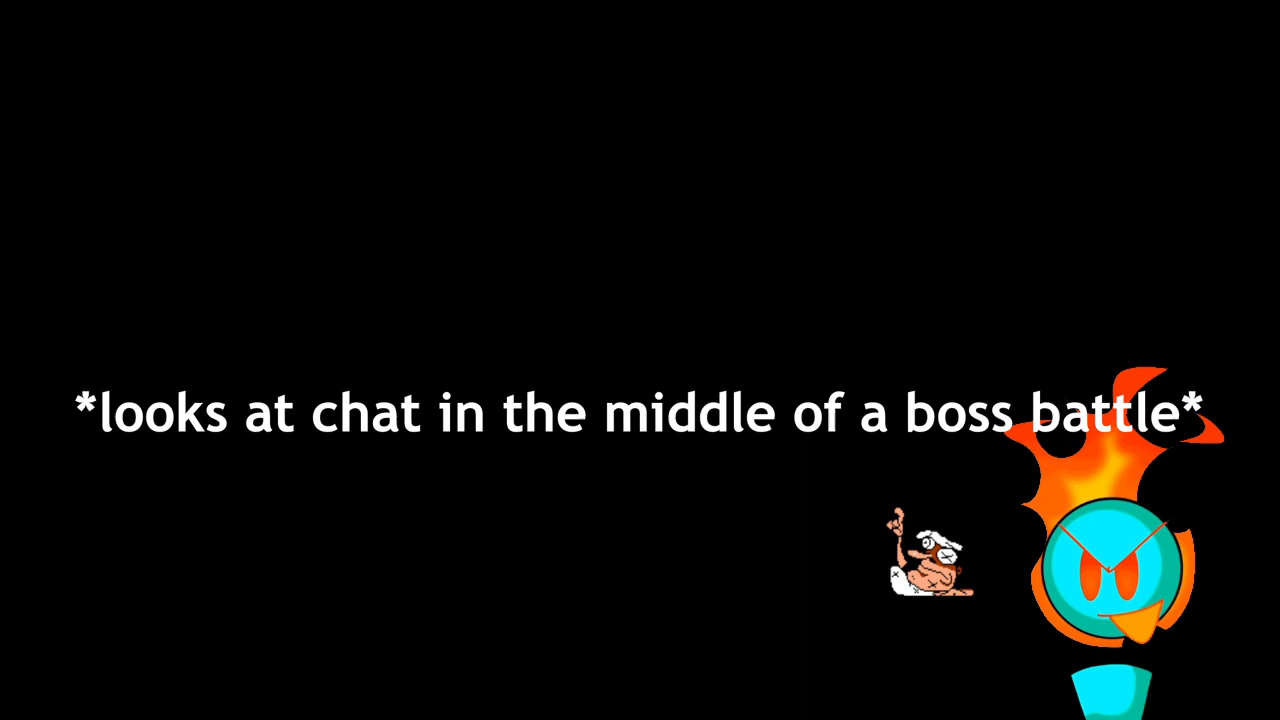 *looks at chat in the middle of a boss battle*